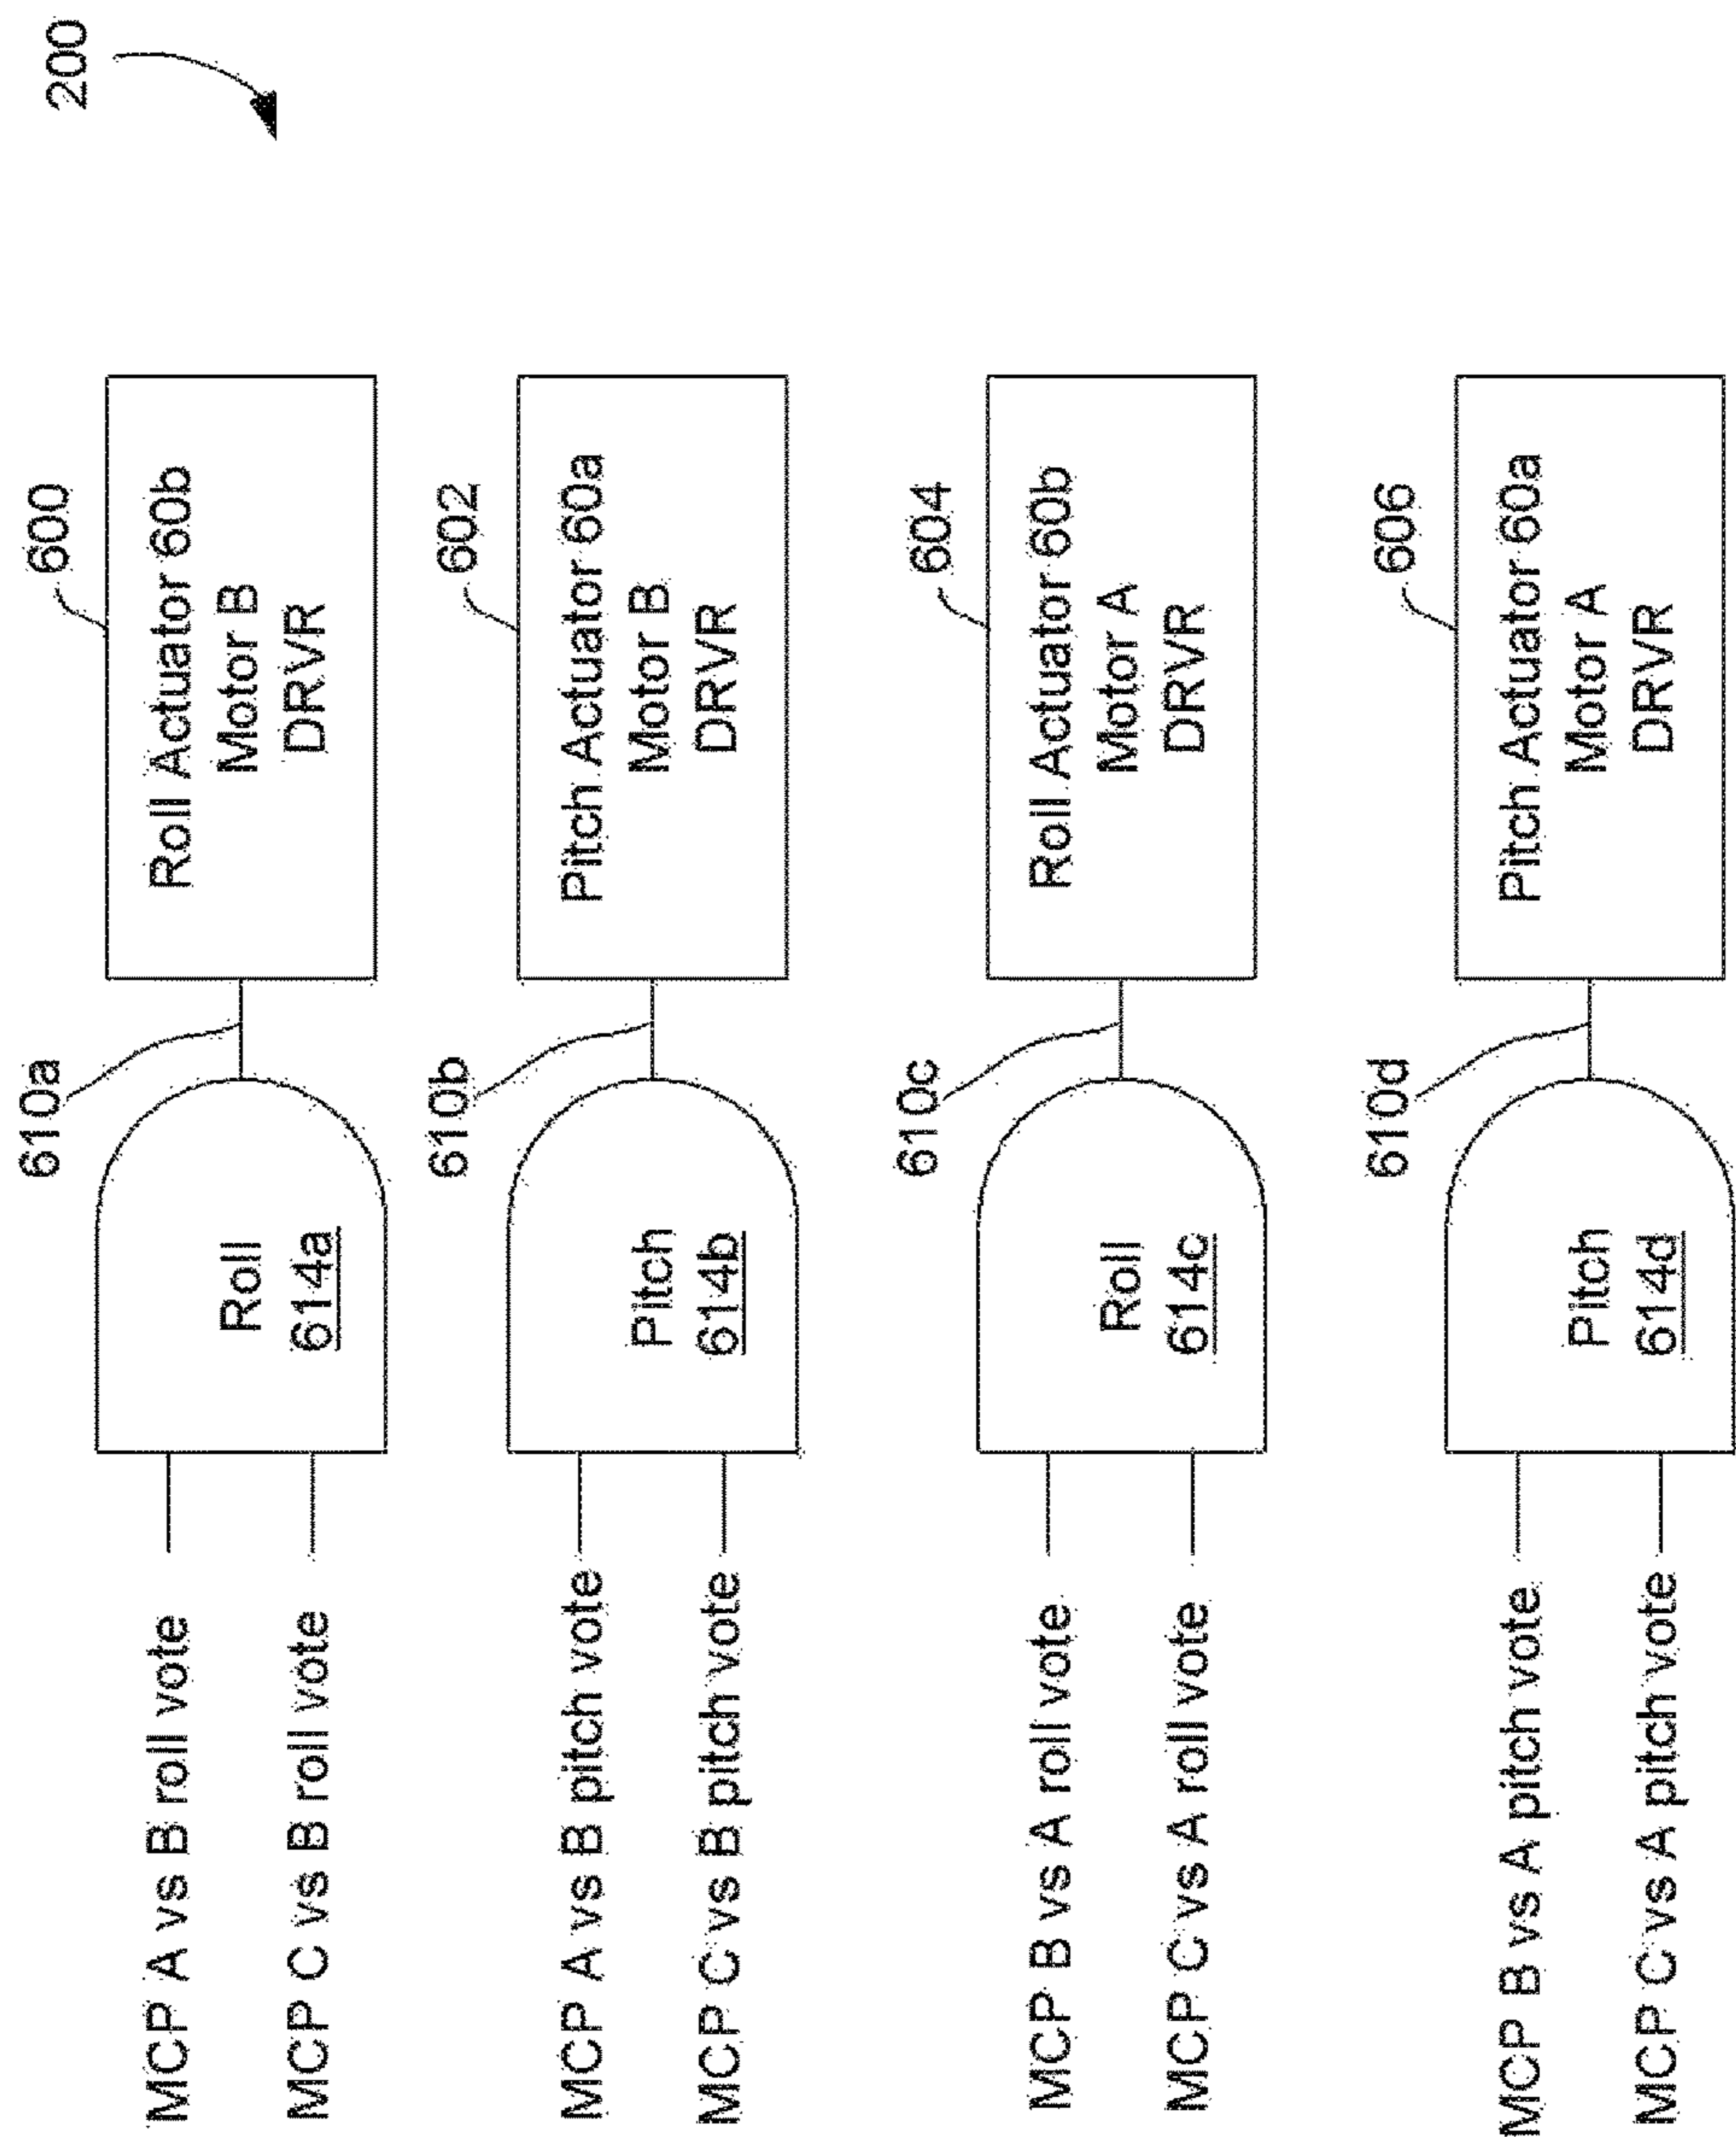 200
MCP A vs B roll vote
MCP C vs B roll vote
Roll
614a
610a
600
Roll Actuator 60b
Motor B
DRVR
MCP A vs B pitch vote
MCP C vs B pitch vote
Pitch
614b
610b
602
Pitch Actuator 60a
Motor B
DRVR
MCP B vs A roll vote
MCP C vs A roll vote
Roll
614c
610c
604
Roll Actuator 60b
Motor A
DRVR
MCP B vs A pitch vote
MCP C vs A pitch vote
Pitch
614d
610d
606
Pitch Actuator 60a
Motor A
DRVR